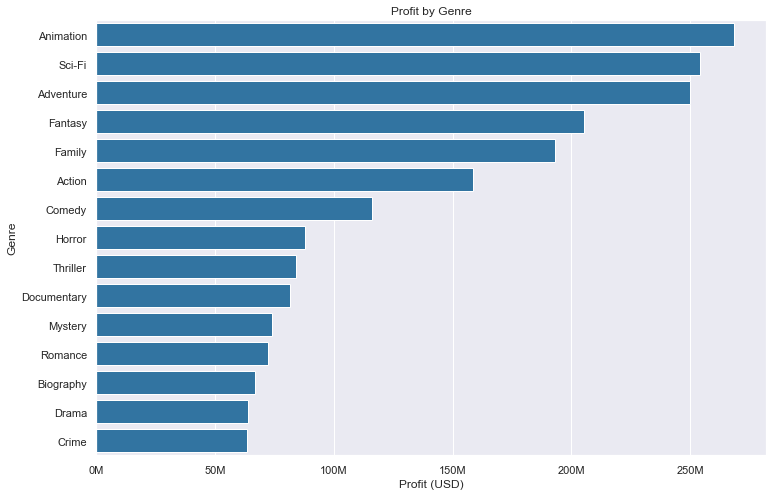 Profit by Genre
Genre
Animation
Sci-Fi
Adventure
Fantasy
Family
Action
Comedy
Horror
Thriller
Documentary
Mystery
Romance
Biography
Drama
Crime
0M 50M 100M 150M 200M 250M
Profit (USD)